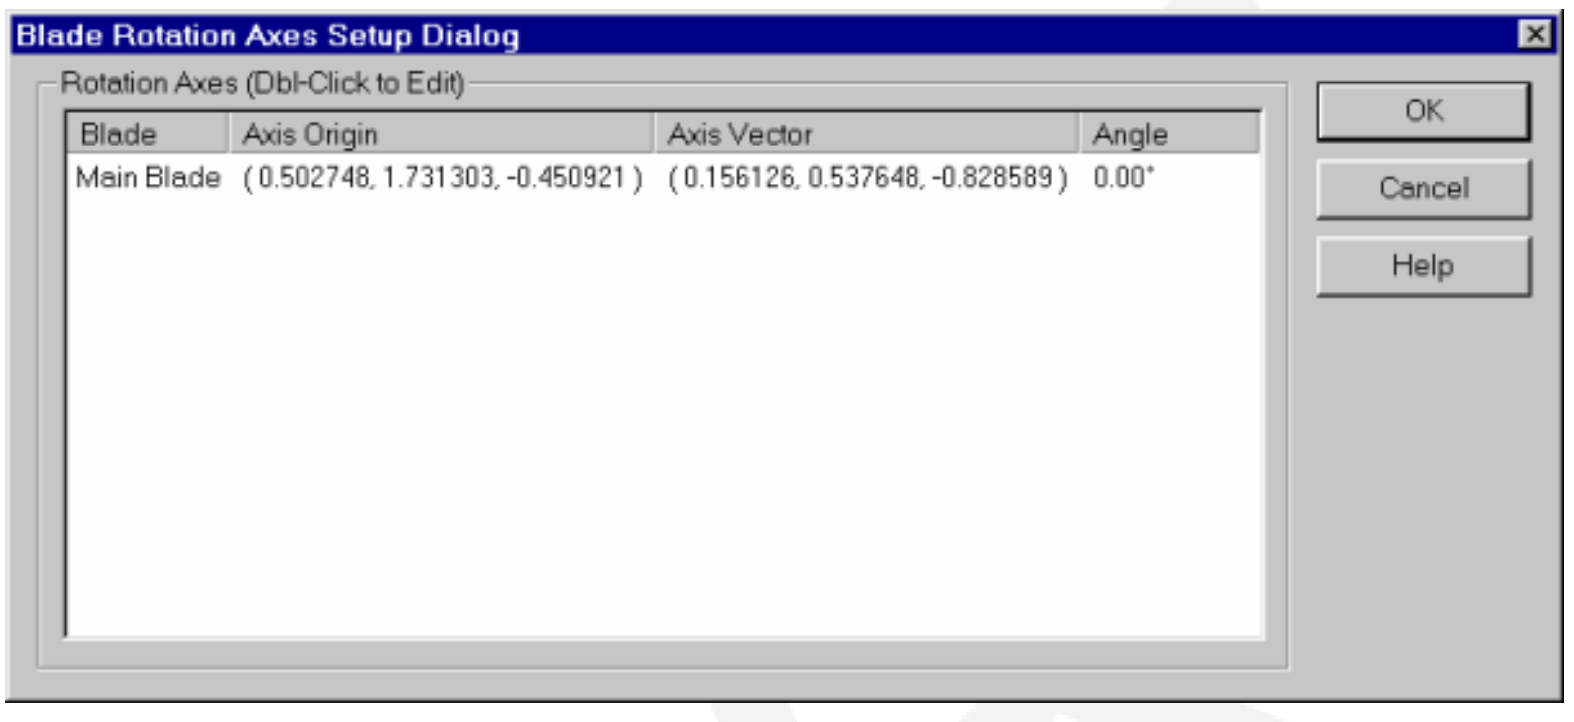 Blade Rotation Axes Setup Dialog
Rotation Axes (Dbl-Click to Edit)
Blade Axis Origin Axis Vector Angle
Main Blade ( 0.502748, 1.731303, -0.450921 ) ( 0.156126, 0.537648, -0.828589 ) 0.00°
OK
Cancel
Help